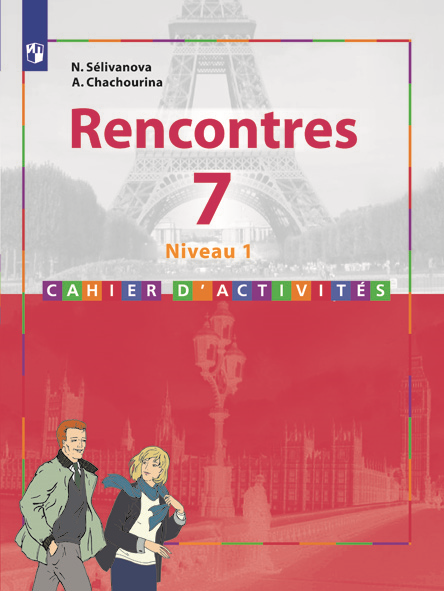 N. Sélivanova
A. Chachourina
Rencontres
7
Niveau 1
CAHIER D'ACTIVITÉS